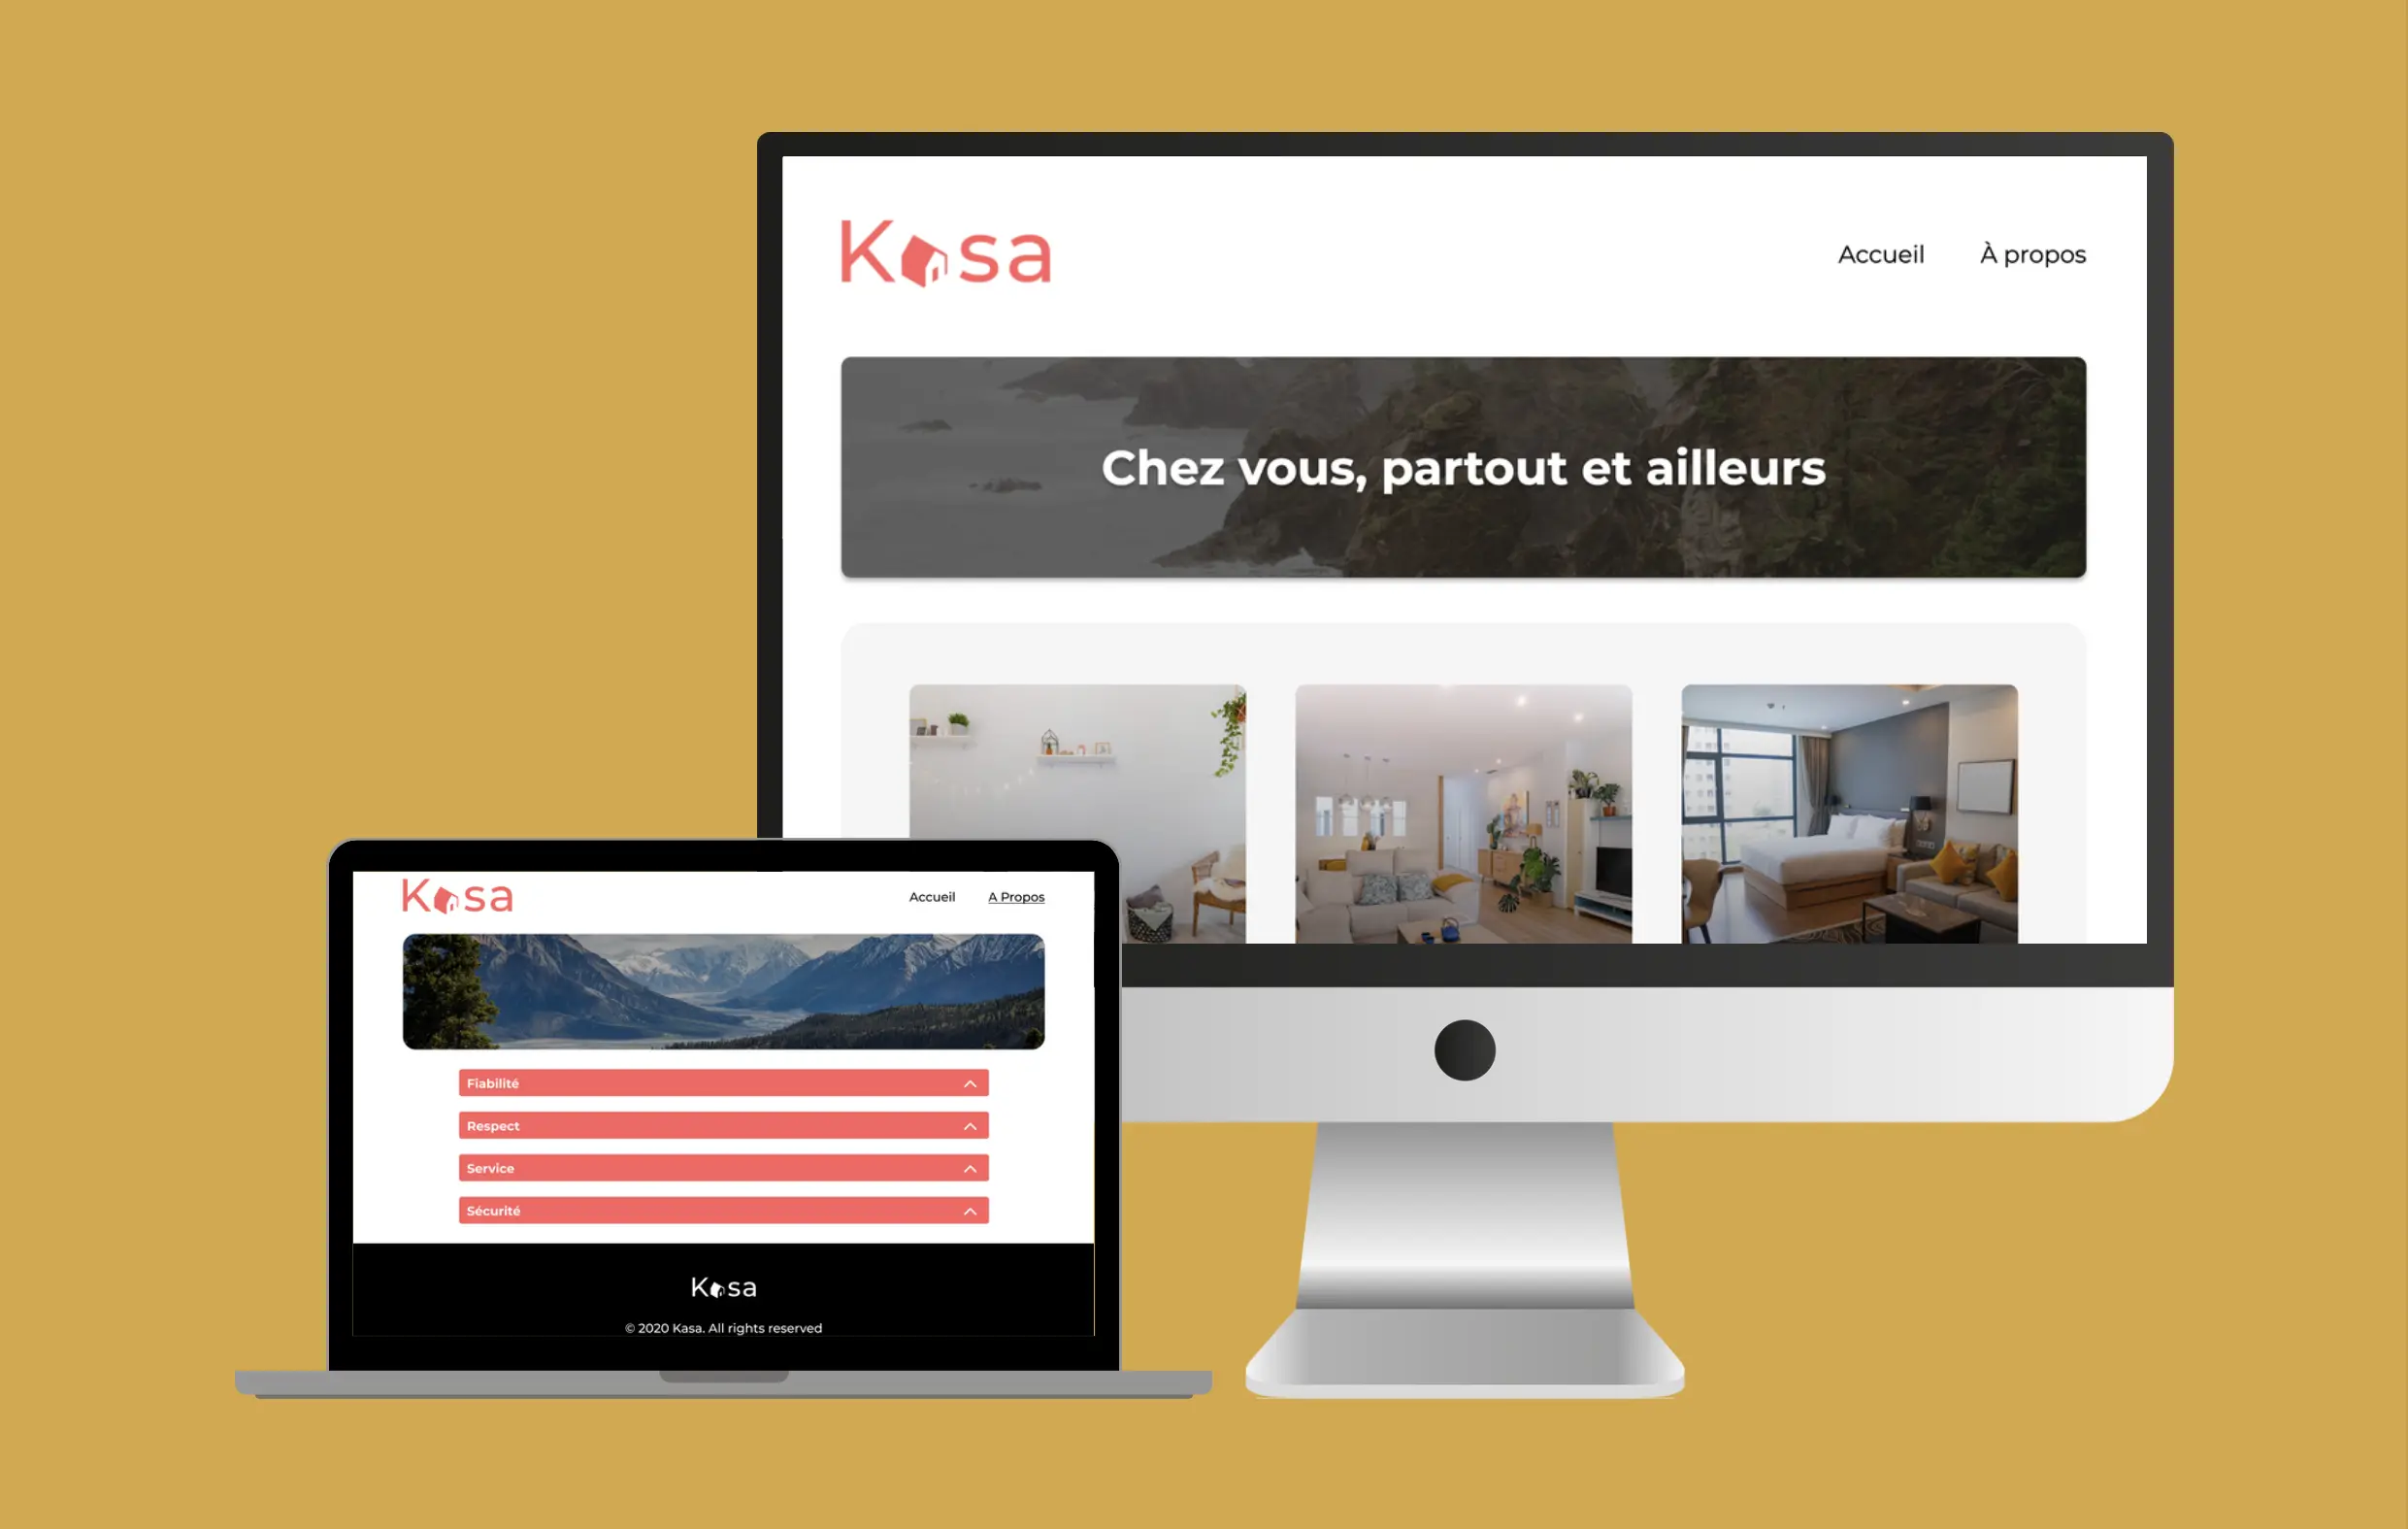 Kasa
Accueil À propos
Chez vous, partout et ailleurs
Kasa
Accueil A Propos
Fiabilité
Respect
Service
Sécurité
Kasa
© 2020 Kasa. All rights reserved